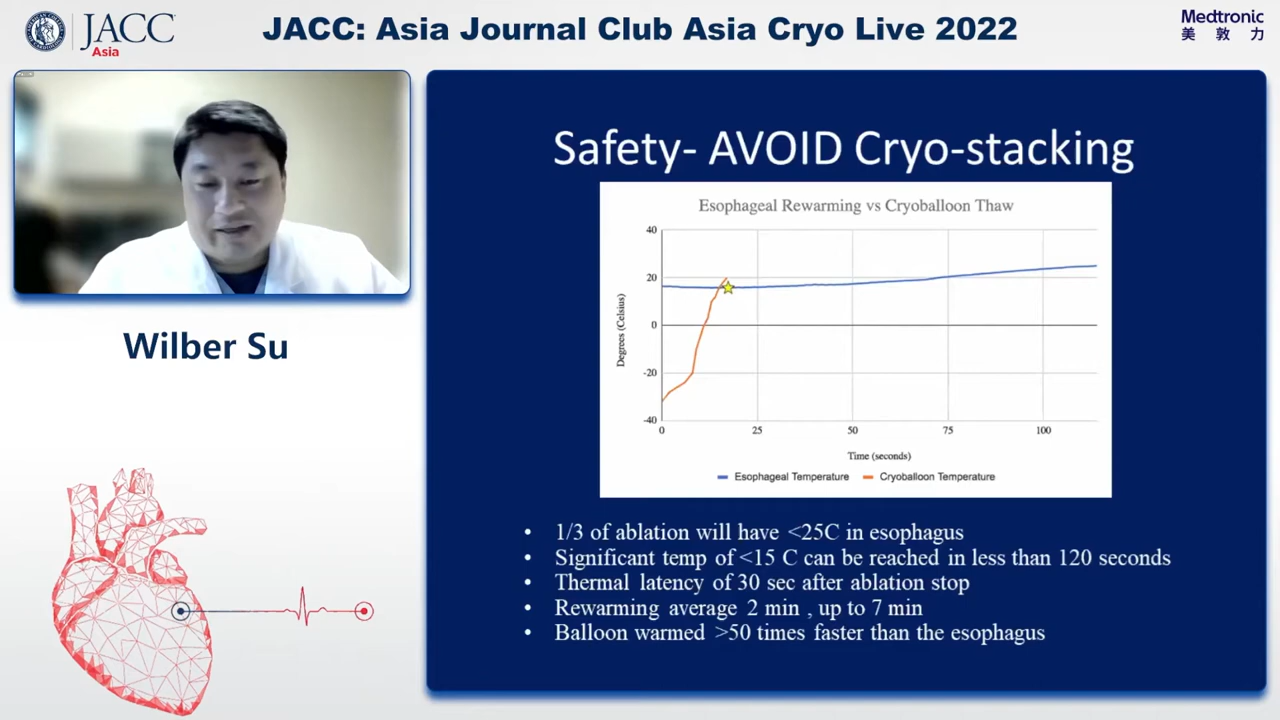 JACC
Asia
JACC: Asia Journal Club Asia Cryo Live 2022
Medtronic
美敦力
Wilber Su
Safety- AVOID Cryo-stacking
Esophageal Rewarming vs Cryoballoon Thaw
Degrees (Celsius)
40
20
0
-20
-40
0
25
50
75
100
Time (seconds)
Esophageal Temperature
Cryoballoon Temperature
• 1/3 of ablation will have <25C in esophagus
• Significant temp of <15 C can be reached in less than 120 seconds
• Thermal latency of 30 sec after ablation stop
• Rewarming average 2 min , up to 7 min
• Balloon warmed >50 times faster than the esophagus